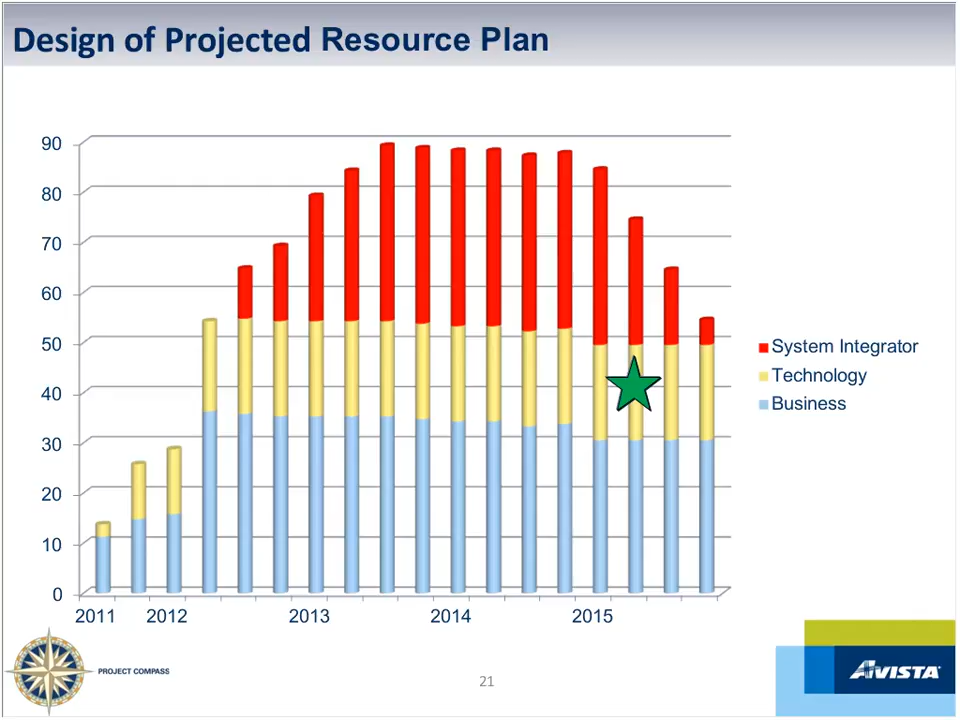 Design of Projected Resource Plan
90
80
70
60
50
40
30
20
10
0
2011 2012 2013 2014 2015
System Integrator
Technology
Business
PROJECT COMPASS
21
AVISTA